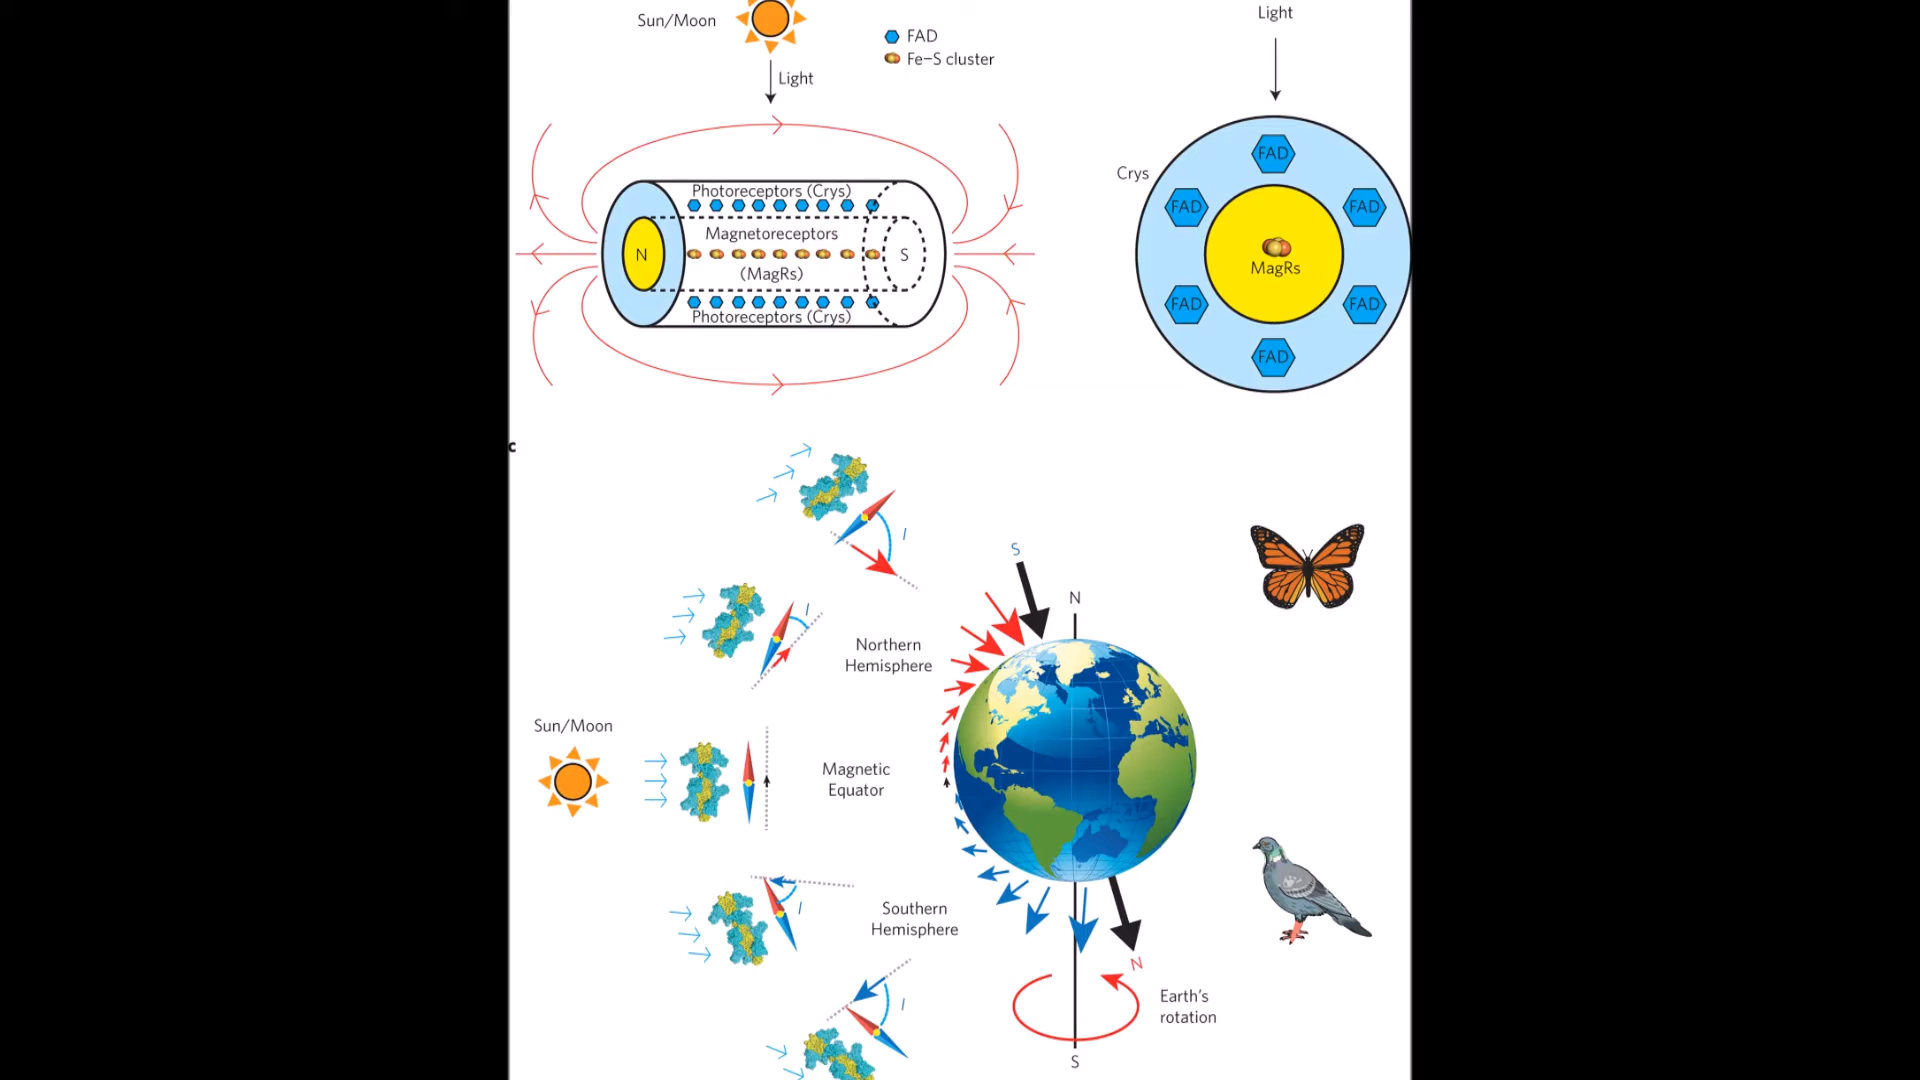 Sun/Moon
FAD
Fe–S cluster
Light
Light
Photoreceptors (Crys)
N
Magnetoreceptors
(MagRs)
S
Photoreceptors (Crys)
Crys
FAD
FAD
FAD
MagRs
FAD
FAD
FAD
c
I
I
S
N
Northern
Hemisphere
Sun/Moon
Magnetic
Equator
I
Southern
Hemisphere
I
N
Earth's
rotation
S